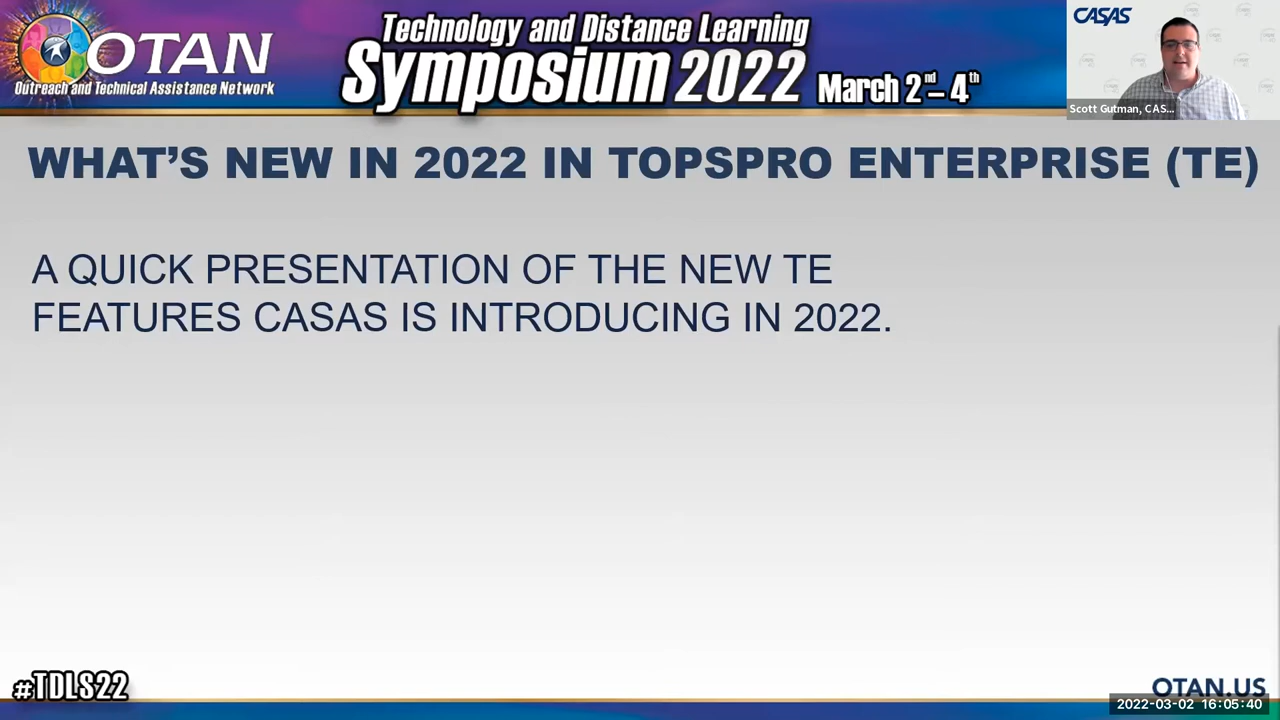 OTAN
Outreach and Technical Assistance Network
Technology and Distance Learning
Symposium 2022 March 2nd – 4th
CASAS
Scott Gutman, CAS...
WHAT'S NEW IN 2022 IN TOPSPRO ENTERPRISE (TE)
A QUICK PRESENTATION OF THE NEW TE
FEATURES CASAS IS INTRODUCING IN 2022.
#TDLS22
OTAN.US
2022-03-02 16:05:40